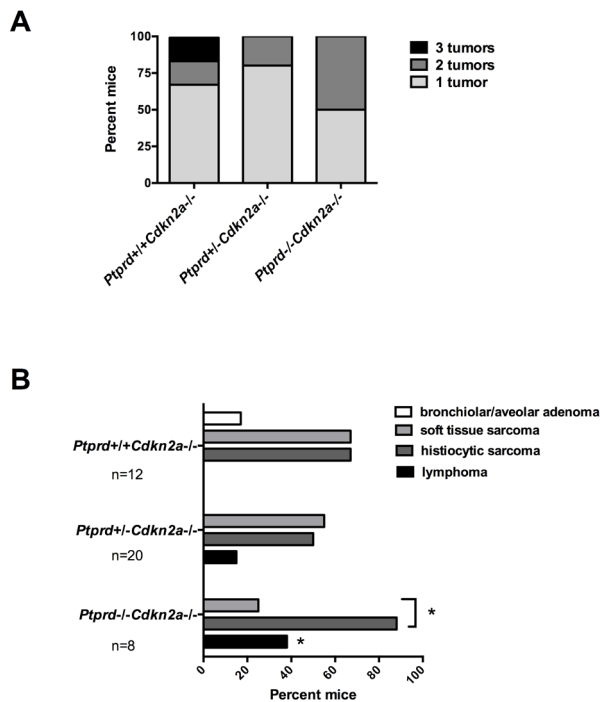 A
100
75
50
25
0
Percent mice
3 tumors
2 tumors
1 tumor
Ptprd+/+Cdkn2a-/-
Ptprd+/-Cdkn2a-/-
Ptprd-/-Cdkn2a-/-
B
bronchiolar/aveolar adenoma
soft tissue sarcoma
histiocytic sarcoma
lymphoma
Ptprd+/+Cdkn2a-/-
n=12
Ptprd+/-Cdkn2a-/-
n=20
Ptprd-/-Cdkn2a-/-
n=8
*
*
0 20 40 60 80 100
Percent mice